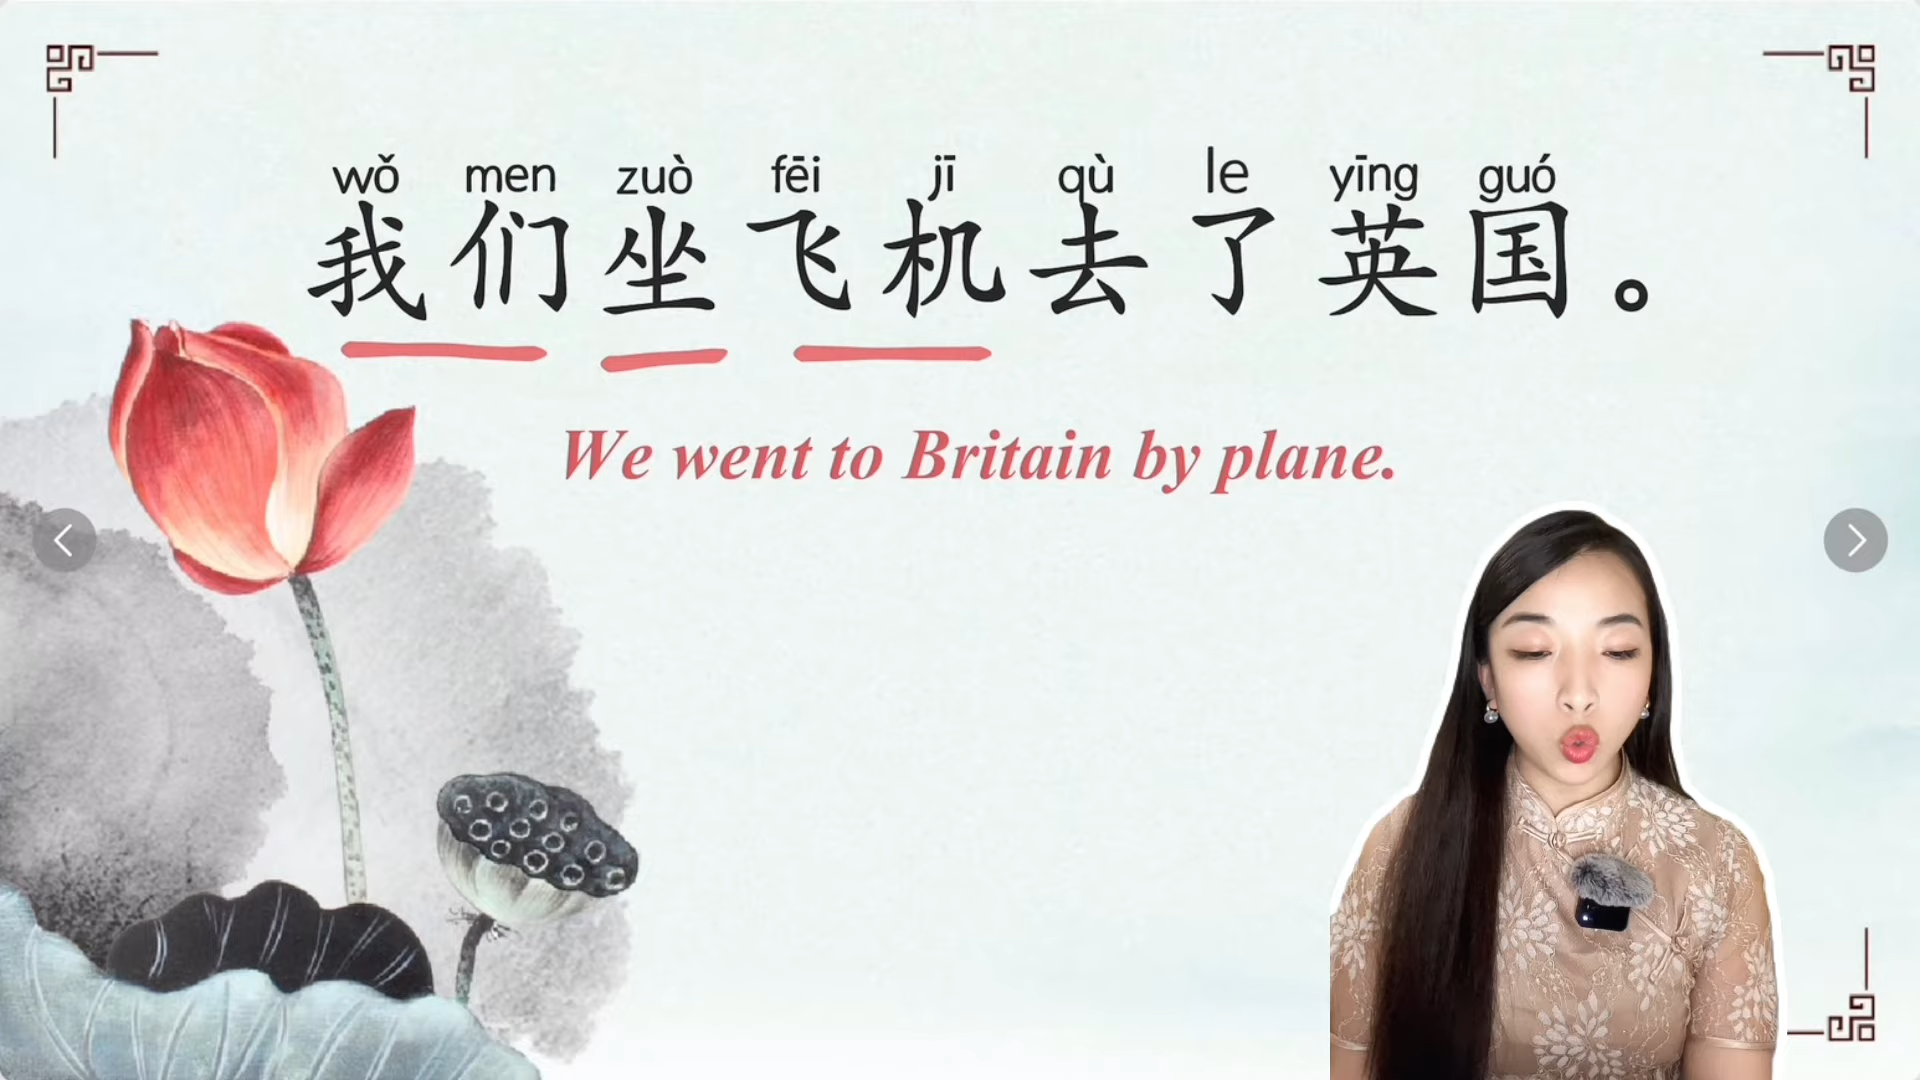 wǒ men zuò fēi jī qù le yīng guó
我们坐飞机去了英国。
We went to Britain by plane.